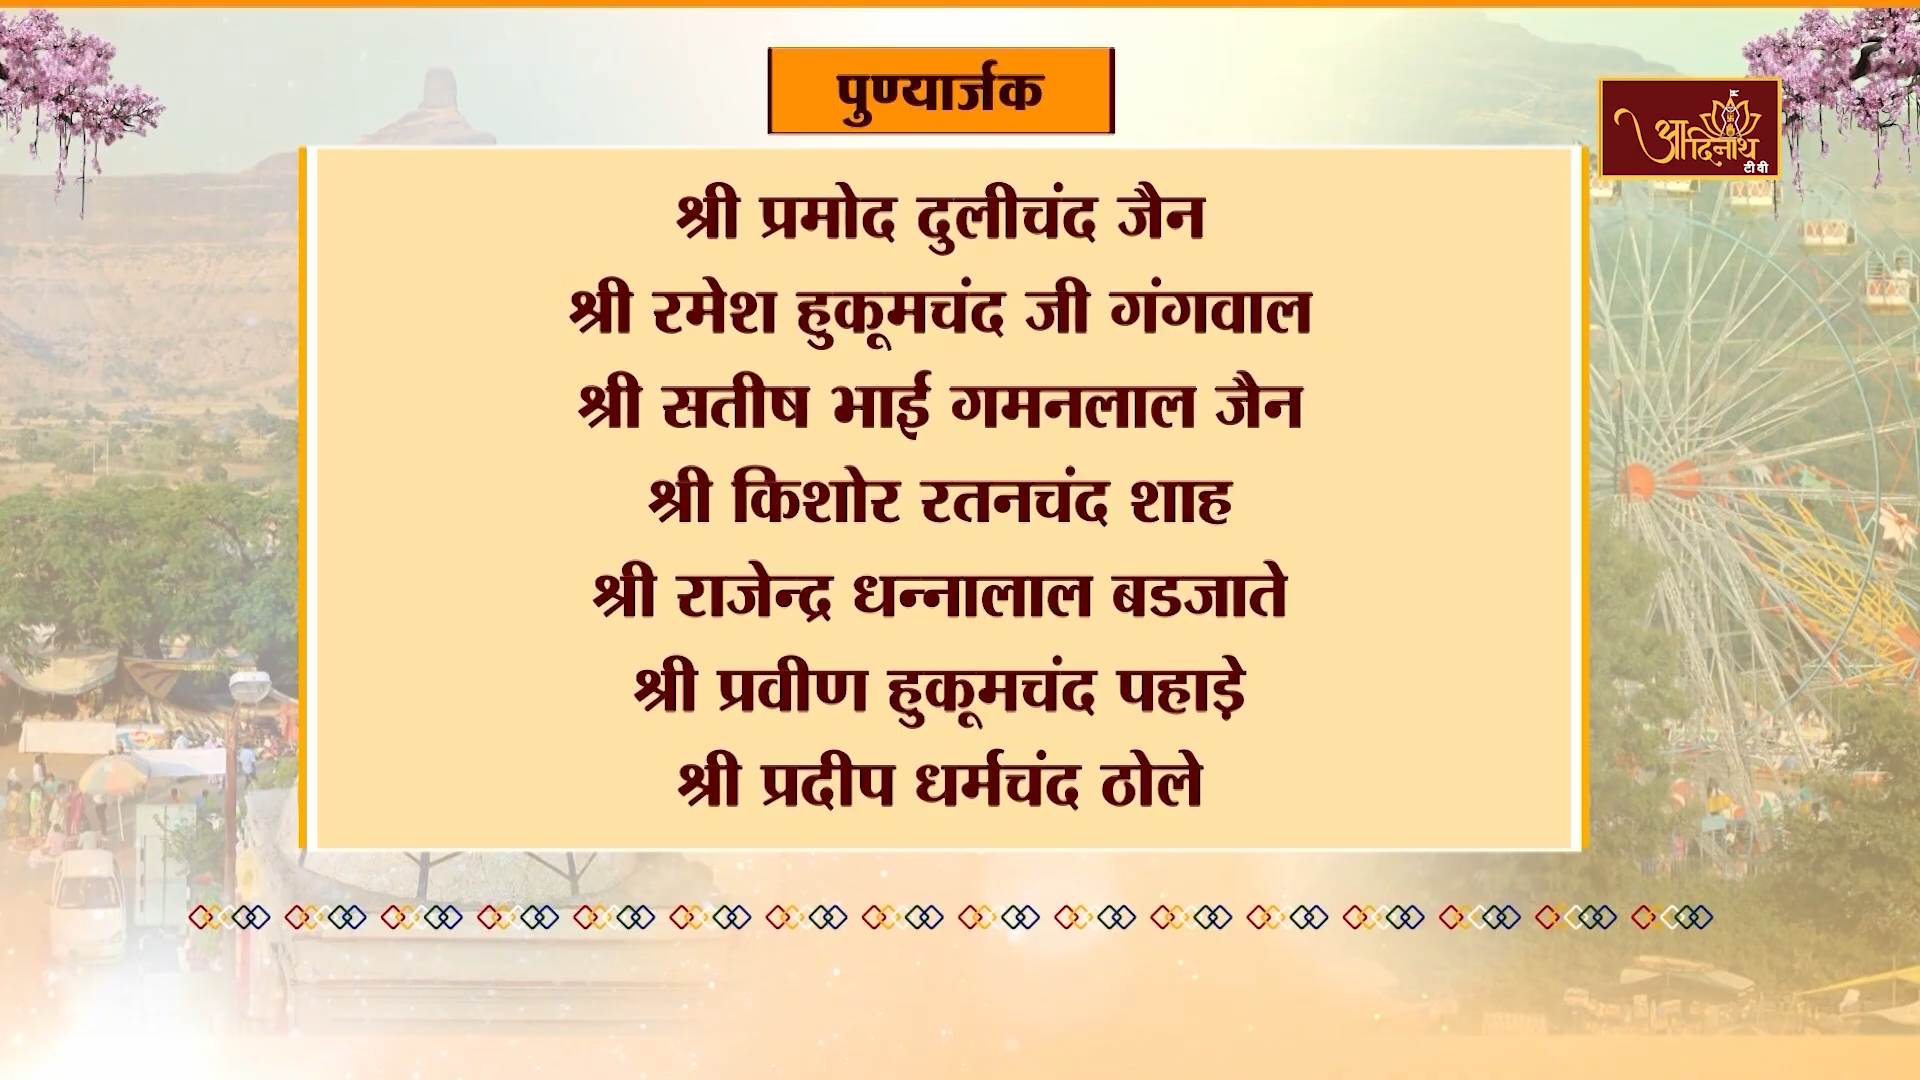 पुण्यार्जक
आदिनाथ
टीवी
श्री प्रमोद दुलीचंद जैन
श्री रमेश हुकूमचंद जी गंगवाल
श्री सतीष भाई गमनलाल जैन
श्री किशोर रतनचंद शाह
श्री राजेन्द्र धन्नालाल बडजाते
श्री प्रवीण हुकूमचंद पहाड़े
श्री प्रदीप धर्मचंद ठोले